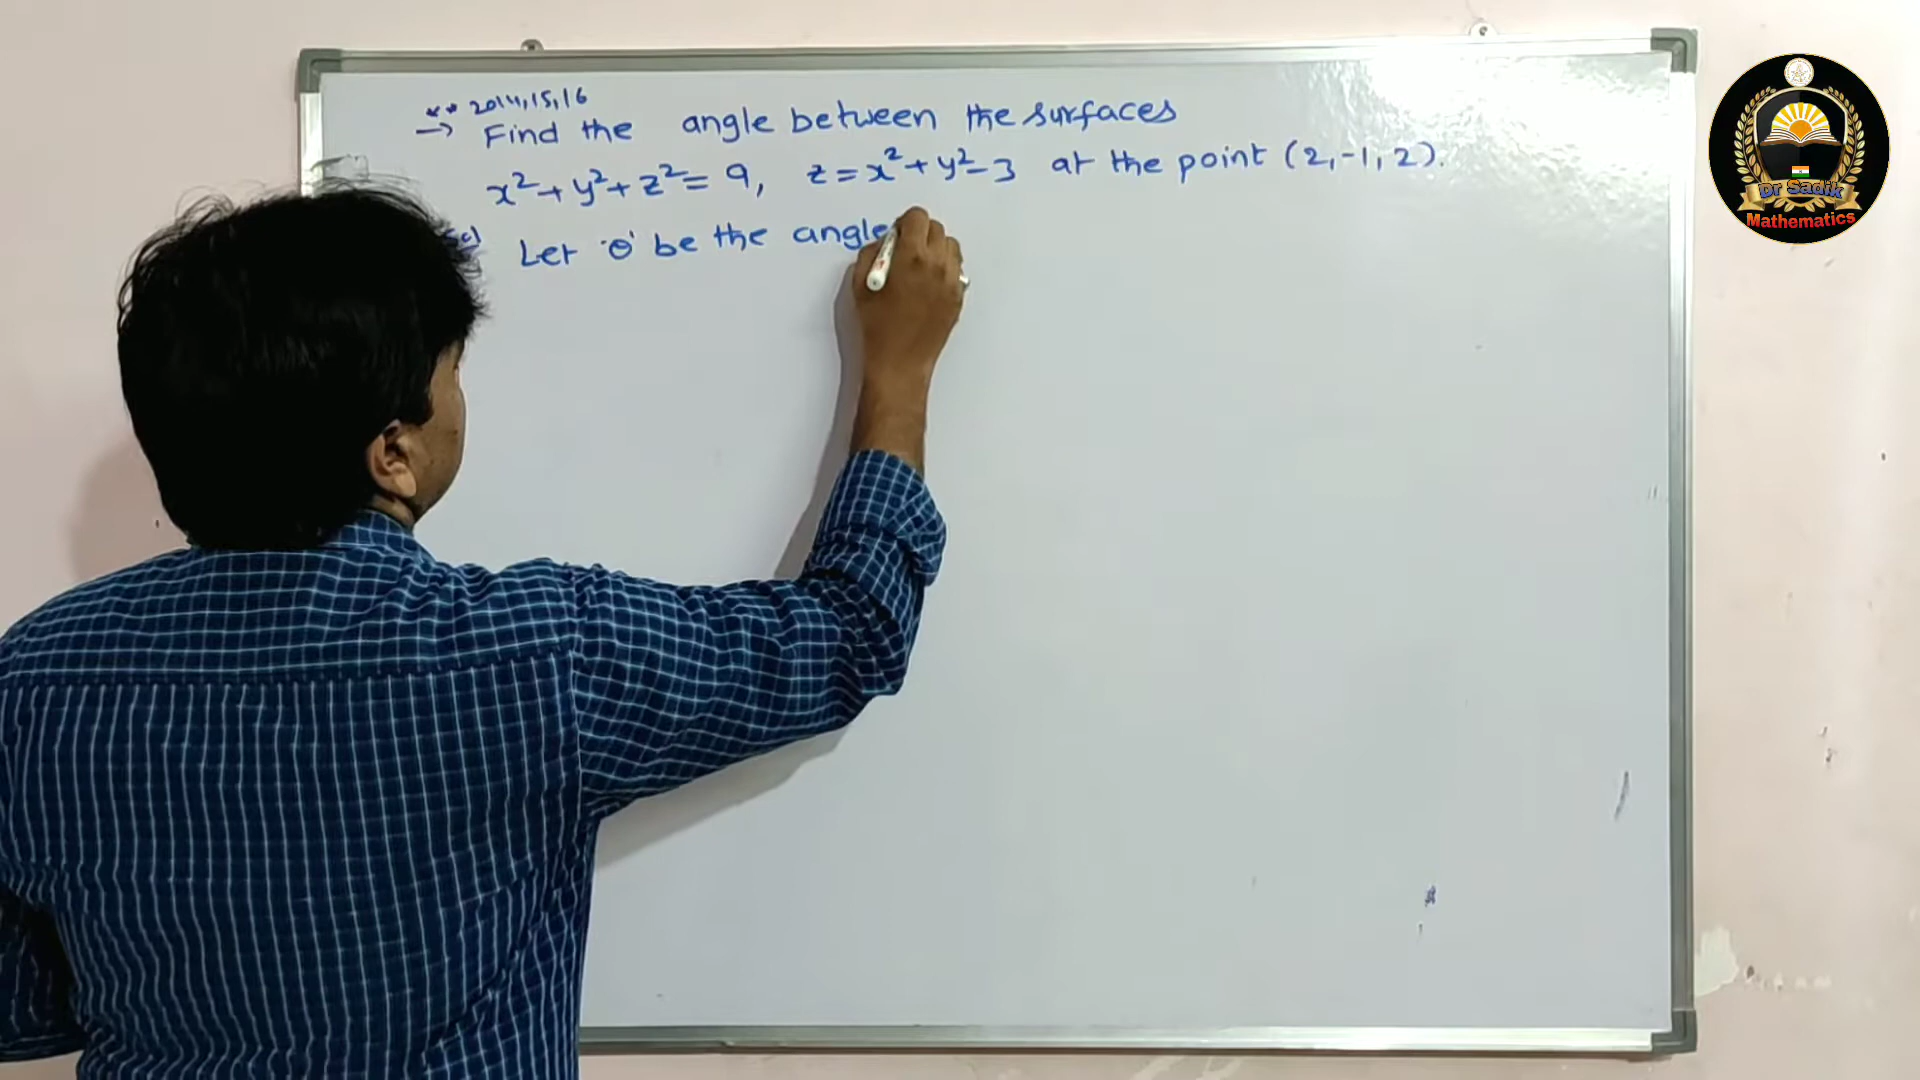 ** 2014,15,16
→ Find the angle between the surfaces
x²+y²+z²=9, z=x²+y²-3 at the point (2,-1,2).
Let 'θ' be the angle
Dr Sadik
Mathematics